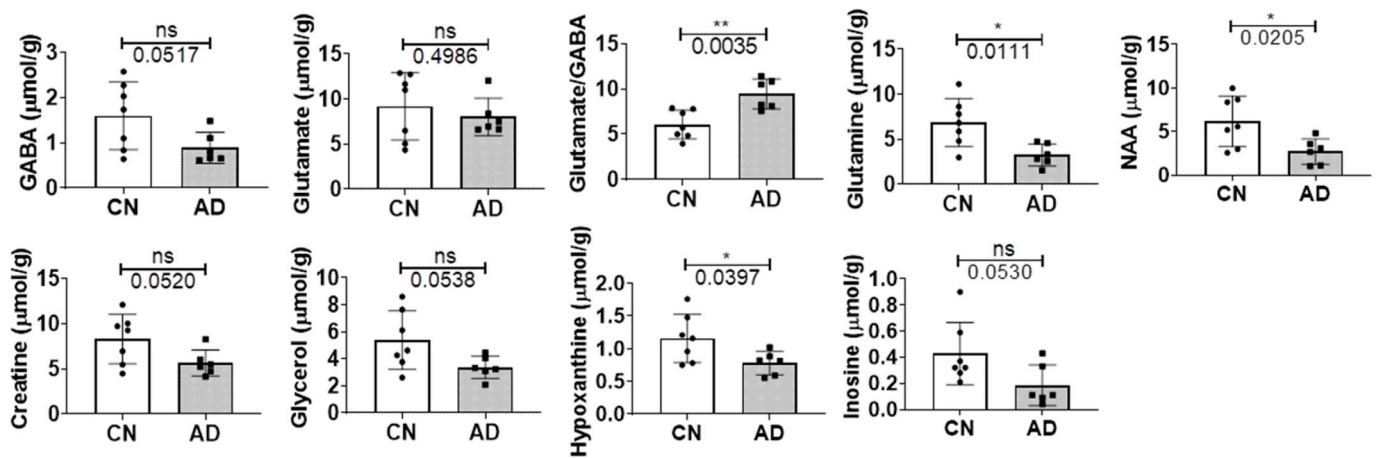 GABA (μmol/g)
ns
0.0517
3
2
1
0
CN AD
Glutamate (μmol/g)
ns
0.4986
15
10
5
0
CN AD
Glutamate/GABA
**
0.0035
15
10
5
0
CN AD
Glutamine (μmol/g)
*
0.0111
15
10
5
0
CN AD
NAA (μmol/g)
*
0.0205
15
10
5
0
CN AD
Creatine (μmol/g)
ns
0.0520
15
10
5
0
CN AD
Glycerol (μmol/g)
ns
0.0538
10
8
6
4
2
0
CN AD
Hypoxanthine (μmol/g)
*
0.0397
2.0
1.5
1.0
0.5
0.0
CN AD
Inosine (μmol/g)
ns
0.0530
1.0
0.8
0.6
0.4
0.2
0.0
CN AD